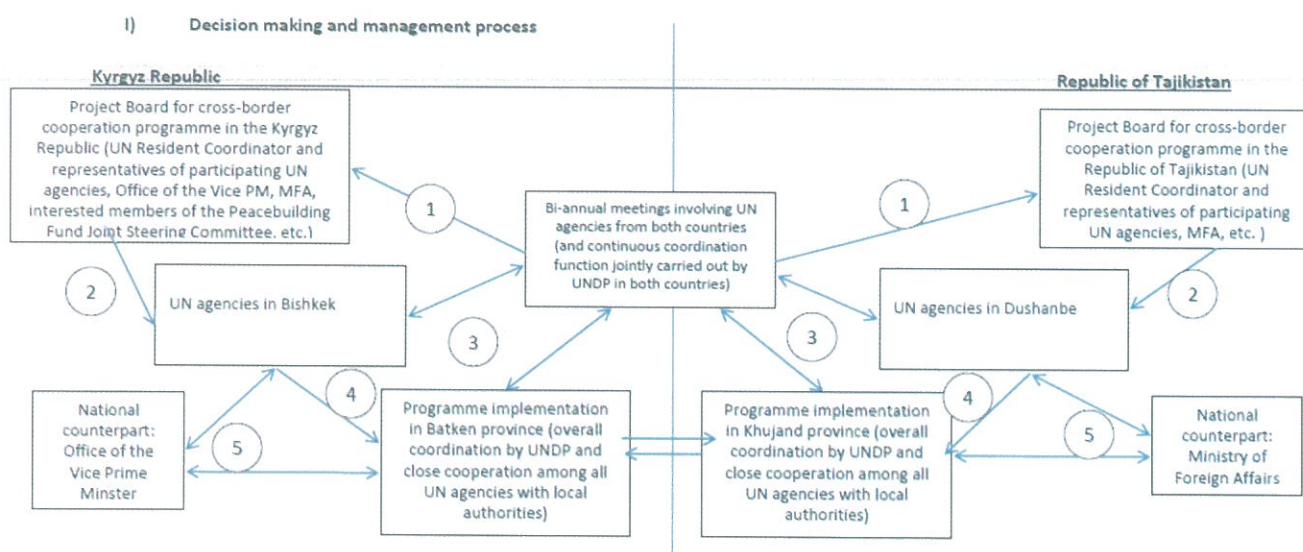 I) Decision making and management process
Kyrgyz Republic
Republic of Tajikistan
Project Board for cross-border
cooperation programme in the Kyrgyz
Republic (UN Resident Coordinator and
representatives of participating UN
agencies, Office of the Vice PM, MFA,
interested members of the Peacebuilding
Fund Joint Steering Committee. etc.)
Project Board for cross-border
cooperation programme in the
Republic of Tajikistan (UN
Resident Coordinator and
representatives of participating
UN agencies, MFA, etc. )
1
Bi-annual meetings involving UN
agencies from both countries
(and continuous coordination
function jointly carried out by
UNDP in both countries)
1
2
UN agencies in Bishkek
3
3
UN agencies in Dushanbe
2
4
4
National
counterpart:
Office of the
Vice Prime
Minster
5
Programme implementation
in Batken province (overall
coordination by UNDP and
close cooperation among all
UN agencies with local
authorities)
Programme implementation
in Khujand province (overall
coordination by UNDP and
close cooperation among all
UN agencies with local
authorities)
5
National
counterpart:
Ministry of
Foreign Affairs